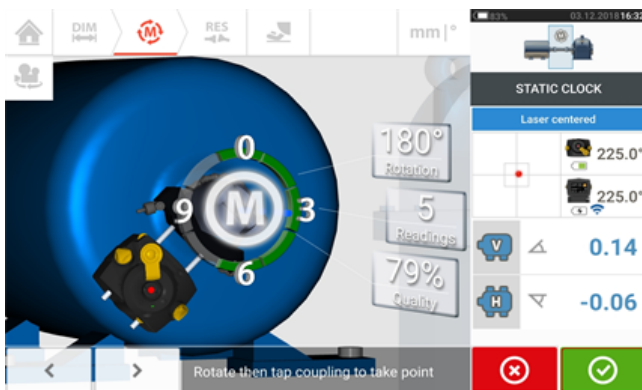 83%
03.12.2018 16:32
DIM
M
RES
mm|°
M
STATIC CLOCK
Laser centered
0
9
M
3
6
180°
Rotation
5
Readings
79%
Quality
225.0°
225.0°
V
0.14
H
-0.06
Rotate then tap coupling to take point